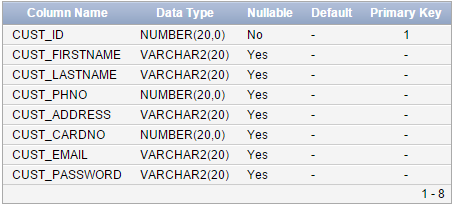 Column Name Data Type Nullable Default Primary Key
CUST_ID NUMBER(20,0) No - 1
CUST_FIRSTNAME VARCHAR2(20) Yes - -
CUST_LASTNAME VARCHAR2(20) Yes - -
CUST_PHNO NUMBER(20,0) Yes - -
CUST_ADDRESS VARCHAR2(20) Yes - -
CUST_CARDNO NUMBER(20,0) Yes - -
CUST_EMAIL VARCHAR2(20) Yes - -
CUST_PASSWORD VARCHAR2(20) Yes - -
1 - 8